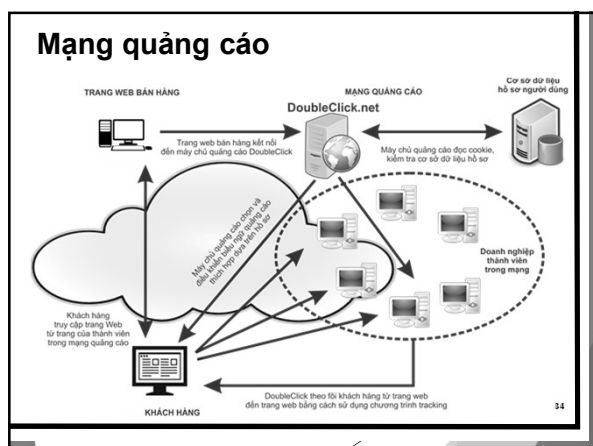 Mạng quảng cáo
Cơ sở dữ liệu
hồ sơ người dùng
TRANG WEB BÁN HÀNG
MẠNG QUẢNG CÁO
DoubleClick.net
Trang web bán hàng kết nối
đến máy chủ quảng cáo DoubleClick
Máy chủ quảng cáo đọc cookie,
kiểm tra cơ sở dữ liệu hồ sơ
Máy chủ quảng cáo chọn và
điều khiển biểu ngữ quảng cáo
thích hợp dựa trên hồ sơ
Doanh nghiệp
thành viên
trong mạng
Khách hàng
truy cập trang Web
từ trang của thành viên
trong mạng quảng cáo
KHÁCH HÀNG
DoubleClick theo fõi khách hàng từ trang web
đến trang web bằng cách sử dụng chương trình tracking
34